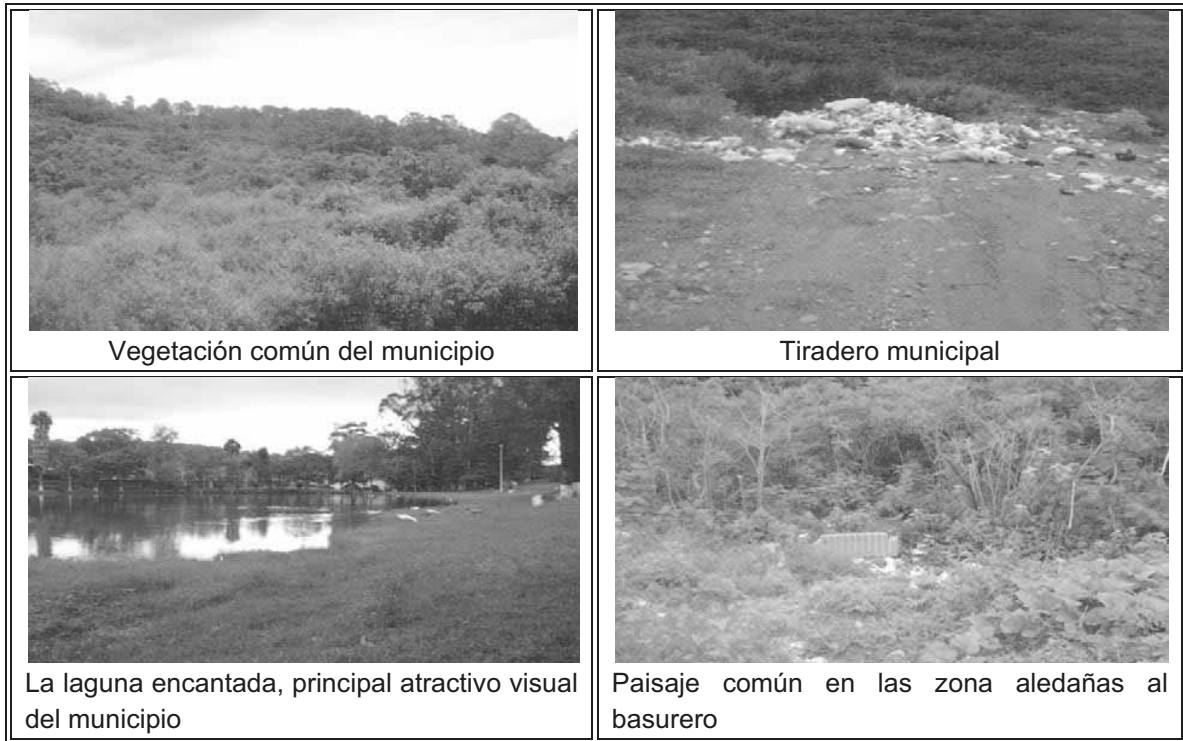 Vegetación común del municipio
Tiradero municipal
La laguna encantada, principal atractivo visual
del municipio
Paisaje común en las zona aledañas al
basurero